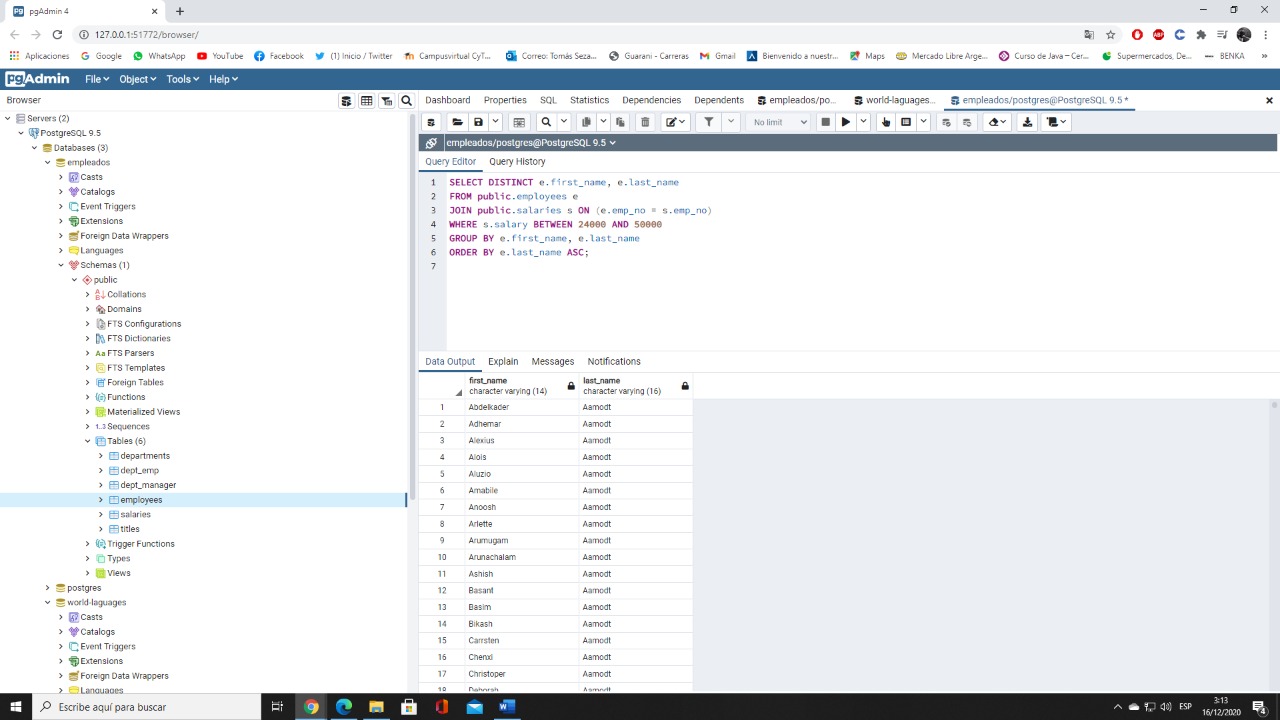 pgAdmin 4
127.0.0.1:51772/browser/
Aplicaciones Google WhatsApp YouTube Facebook (1) Inicio / Twitter Campusvirtual CyT... Correo: Tomás Seza... Guarani - Carreras Gmail Bienvenido a nuestr... Maps Mercado Libre Arge... Curso de Java – Cer... Supermercados, De... BENKA
pgAdmin File Object Tools Help
Browser
Dashboard Properties SQL Statistics Dependencies Dependents empleados/po... world-laguages... empleados/postgres@PostgreSQL 9.5 *
No limit
empleados/postgres@PostgreSQL 9.5
Query Editor Query History
1 SELECT DISTINCT e.first_name, e.last_name
2 FROM public.employees e
3 JOIN public.salaries s ON (e.emp_no = s.emp_no)
4 WHERE s.salary BETWEEN 24000 AND 50000
5 GROUP BY e.first_name, e.last_name
6 ORDER BY e.last_name ASC;
7
Servers (2)
PostgreSQL 9.5
Databases (3)
empleados
Casts
Catalogs
Event Triggers
Extensions
Foreign Data Wrappers
Languages
Schemas (1)
public
Collations
Domains
FTS Configurations
FTS Dictionaries
Aa FTS Parsers
FTS Templates
Foreign Tables
Functions
Materialized Views
1..3 Sequences
Tables (6)
departments
dept_emp
dept_manager
employees
salaries
titles
Trigger Functions
Types
Views
postgres
world-laguages
Casts
Catalogs
Event Triggers
Extensions
Foreign Data Wrappers
Languages
Data Output Explain Messages Notifications
first_name last_name
character varying (14) character varying (16)
1 Abdelkader Aamodt
2 Adhemar Aamodt
3 Alexius Aamodt
4 Alois Aamodt
5 Aluzio Aamodt
6 Amabile Aamodt
7 Anoosh Aamodt
8 Arlette Aamodt
9 Arumugam Aamodt
10 Arunachalam Aamodt
11 Ashish Aamodt
12 Basant Aamodt
13 Basim Aamodt
14 Bikash Aamodt
15 Carrsten Aamodt
16 Chenxi Aamodt
17 Christoper Aamodt
18 Deborah Aamodt
Escribe aquí para buscar
ESP
3:13
16/12/2020
4